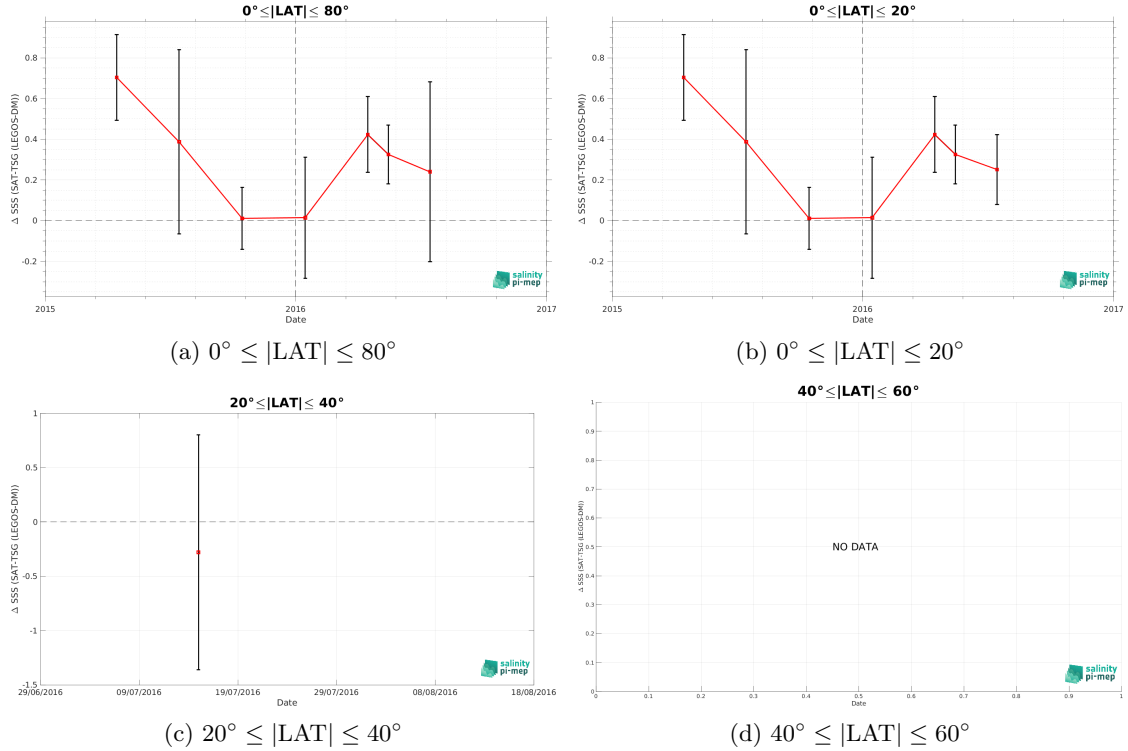 0°≤|LAT|≤ 80°
Δ SSS (SAT-TSG (LEGOS-DM))
0.8
0.6
0.4
0.2
0
-0.2
2015
2016
2017
Date
salinity
pi-mep
(a) 0° ≤ |LAT| ≤ 80°
0°≤|LAT|≤ 20°
Δ SSS (SAT-TSG (LEGOS-DM))
0.8
0.6
0.4
0.2
0
-0.2
2015
2016
2017
Date
salinity
pi-mep
(b) 0° ≤ |LAT| ≤ 20°
20°≤|LAT|≤ 40°
Δ SSS (SAT-TSG (LEGOS-DM))
1
0.5
0
-0.5
-1
-1.5
29/06/2016
09/07/2016
19/07/2016
29/07/2016
08/08/2016
18/08/2016
Date
salinity
pi-mep
(c) 20° ≤ |LAT| ≤ 40°
40°≤|LAT|≤ 60°
Δ SSS (SAT-TSG (LEGOS-DM))
1
0.9
0.8
0.7
0.6
0.5
0.4
0.3
0.2
0.1
0
NO DATA
0
0.1
0.2
0.3
0.4
0.5
0.6
0.7
0.8
0.9
1
Date
salinity
pi-mep
(d) 40° ≤ |LAT| ≤ 60°